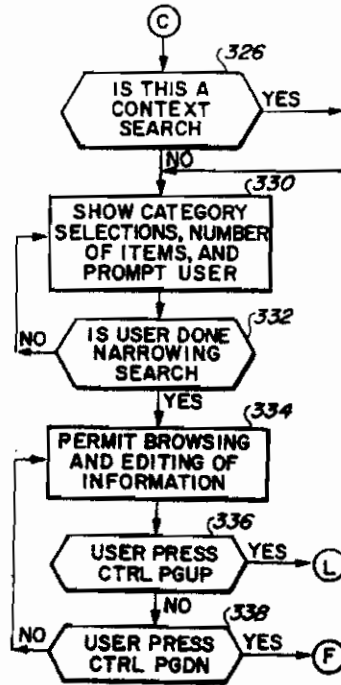 C
326
IS THIS A
CONTEXT
SEARCH
YES
NO
330
SHOW CATEGORY
SELECTIONS, NUMBER
OF ITEMS, AND
PROMPT USER
332
NO
IS USER DONE
NARROWING
SEARCH
YES
334
PERMIT BROWSING
AND EDITING OF
INFORMATION
336
USER PRESS
CTRL PGUP
YES
L
NO
338
NO
USER PRESS
CTRL PGDN
YES
F